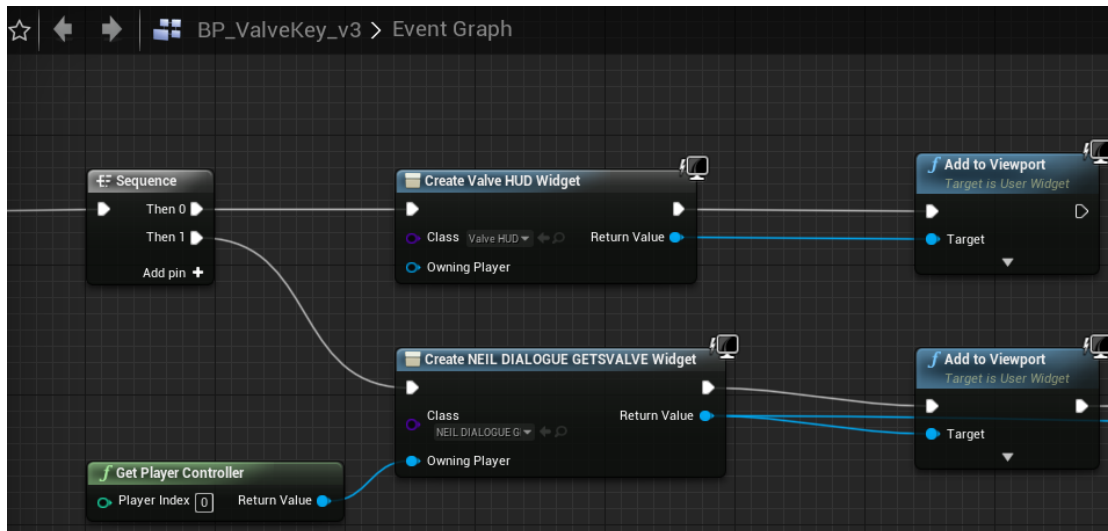 BP_ValveKey_v3 > Event Graph
Sequence
Then 0
Then 1
Add pin +
Create Valve HUD Widget
Class Valve HUD
Return Value
Owning Player
f Add to Viewport
Target is User Widget
Target
Create NEIL DIALOGUE GETSVALVE Widget
Class
NEIL DIALOGUE G
Return Value
Owning Player
f Add to Viewport
Target is User Widget
Target
f Get Player Controller
Player Index 0
Return Value